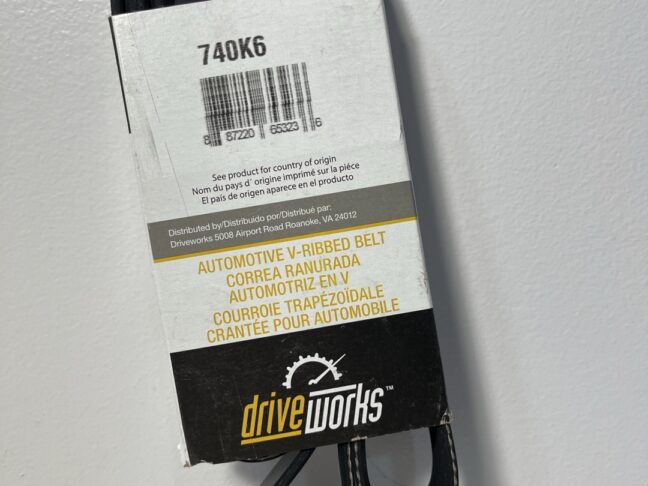 740K6
8 87220 65323 6
See product for country of origin
Nom du pays d' origine imprimé sur la pièce
El país de origen aparece en el producto
Distributed by/Distribuido por/Distribué par:
Driveworks 5008 Airport Road Roanoke, VA 24012
AUTOMOTIVE V-RIBBED BELT
CORREA RANURADA
AUTOMOTRIZ EN V
COURROIE TRAPÉZOÏDALE
CRANTÉE POUR AUTOMOBILE
driveworks™